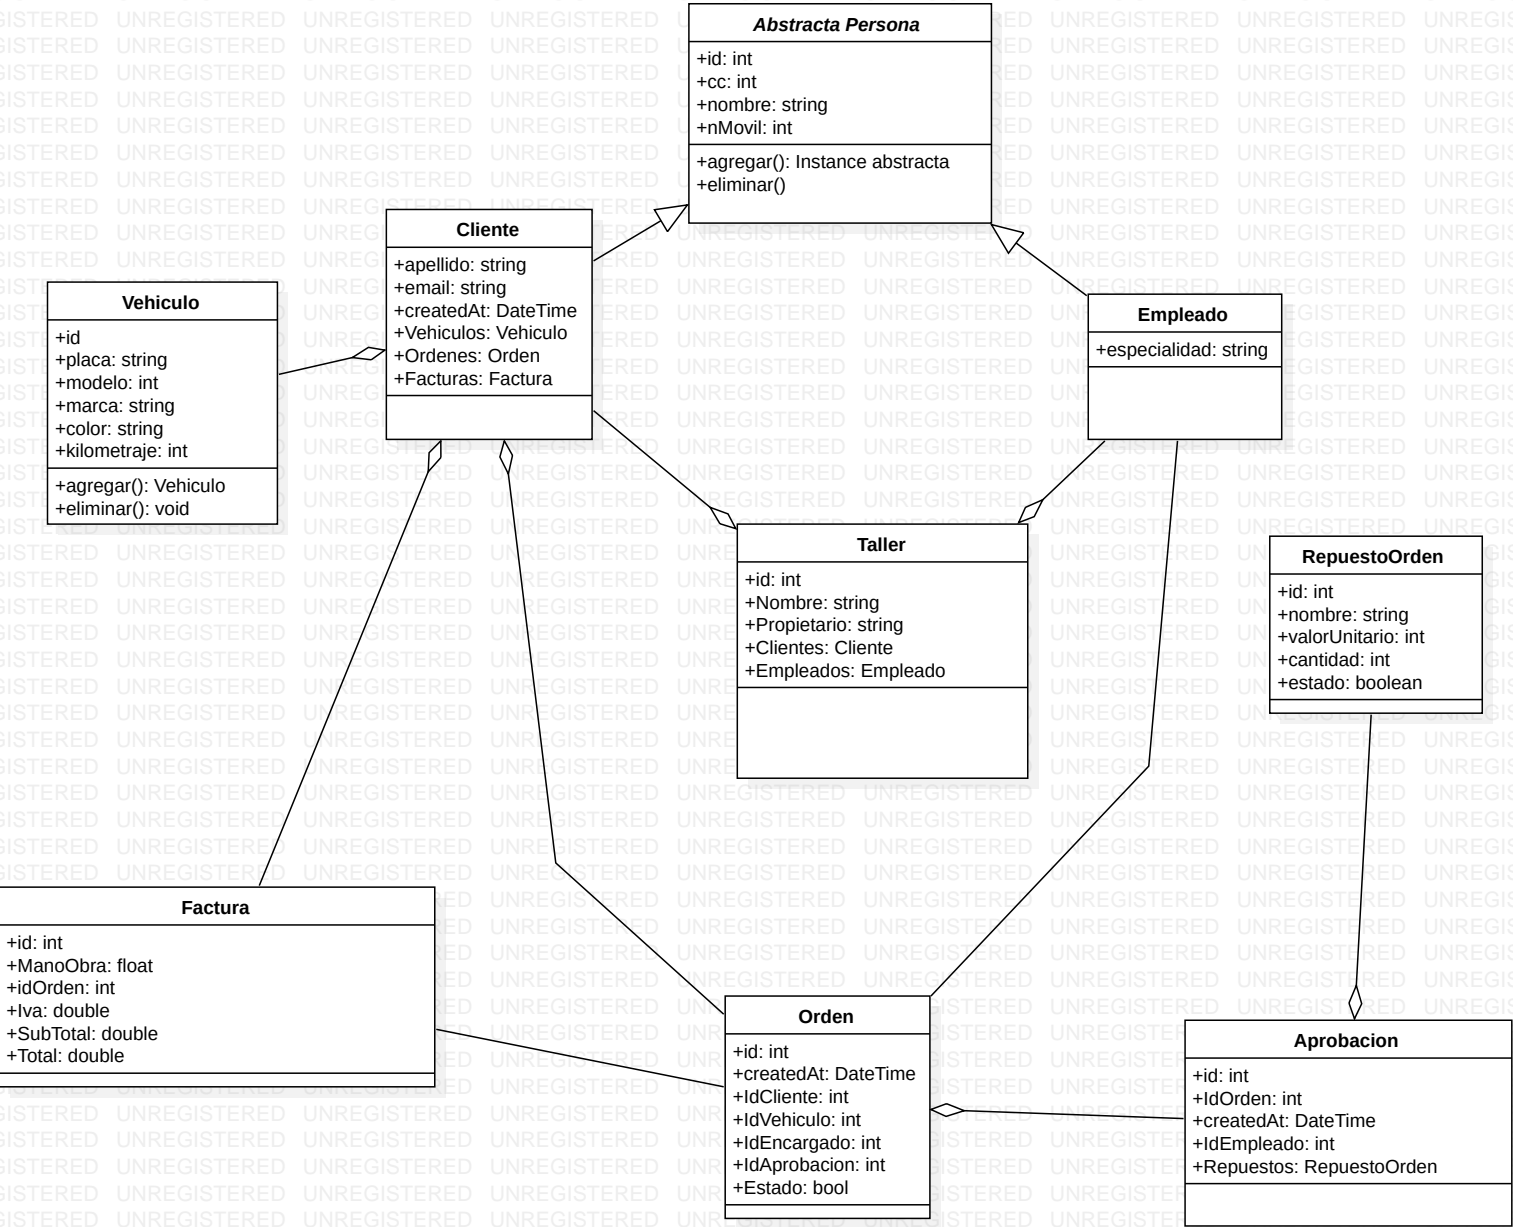 Abstracta Persona
+id: int
+cc: int
+nombre: string
+nMovil: int
+agregar(): Instance abstracta
+eliminar()
Cliente
+apellido: string
+email: string
+createdAt: DateTime
+Vehiculos: Vehiculo
+Ordenes: Orden
+Facturas: Factura
Vehiculo
+id
+placa: string
+modelo: int
+marca: string
+color: string
+kilometraje: int
+agregar(): Vehiculo
+eliminar(): void
Empleado
+especialidad: string
Taller
+id: int
+Nombre: string
+Propietario: string
+Clientes: Cliente
+Empleados: Empleado
RepuestoOrden
+id: int
+nombre: string
+valorUnitario: int
+cantidad: int
+estado: boolean
Factura
+id: int
+ManoObra: float
+idOrden: int
+Iva: double
+SubTotal: double
+Total: double
Orden
+id: int
+createdAt: DateTime
+IdCliente: int
+IdVehiculo: int
+IdEncargado: int
+IdAprobacion: int
+Estado: bool
Aprobacion
+id: int
+IdOrden: int
+createdAt: DateTime
+IdEmpleado: int
+Repuestos: RepuestoOrden
UNREGISTERED